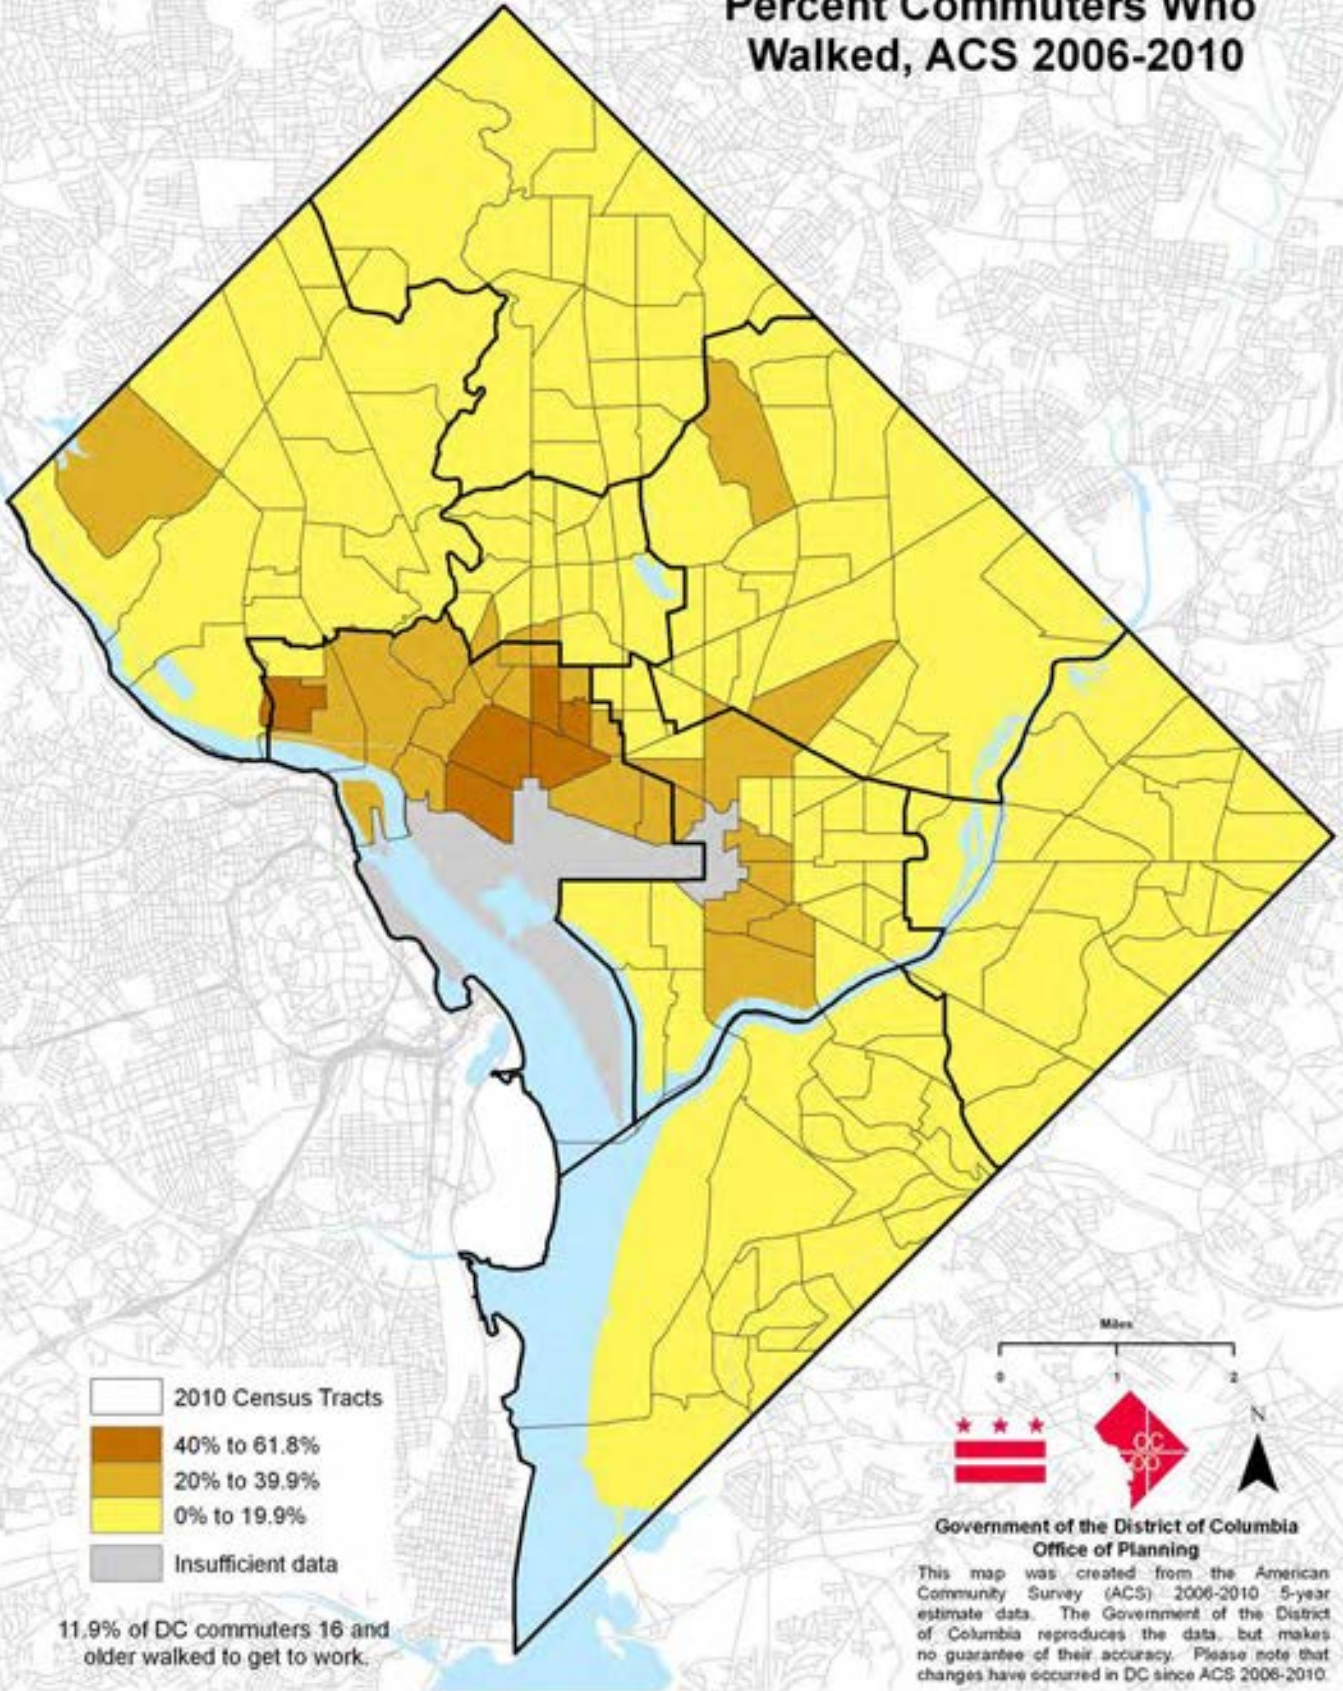 Percent Commuters Who
Walked, ACS 2006-2010
Miles
0 1 2
2010 Census Tracts
40% to 61.8%
20% to 39.9%
0% to 19.9%
Insufficient data
11.9% of DC commuters 16 and
older walked to get to work.
DC
OP
N
Government of the District of Columbia
Office of Planning
This map was created from the American
Community Survey (ACS) 2006-2010 5-year
estimate data. The Government of the District
of Columbia reproduces the data, but makes
no guarantee of their accuracy. Please note that
changes have occurred in DC since ACS 2006-2010.